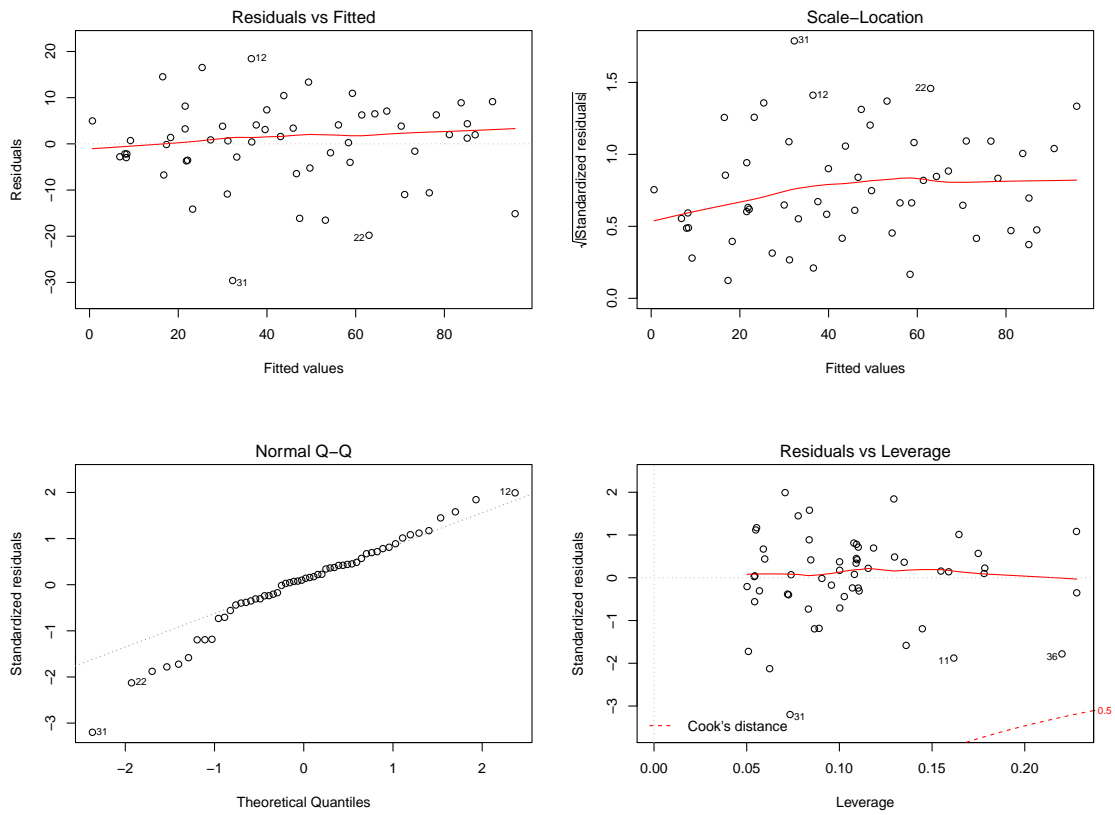 Residuals vs Fitted
Residuals
20
10
0
−10
−20
−30
12
22
31
0 20 40 60 80
Fitted values
Scale−Location
√|Standardized residuals|
1.5
1.0
0.5
0.0
31
12
22
0 20 40 60 80
Fitted values
Normal Q−Q
Standardized residuals
2
1
0
−1
−2
−3
12
22
31
−2 −1 0 1 2
Theoretical Quantiles
Residuals vs Leverage
Standardized residuals
2
1
0
−1
−2
−3
11
36
31
Cook's distance
0.5
0.00 0.05 0.10 0.15 0.20
Leverage